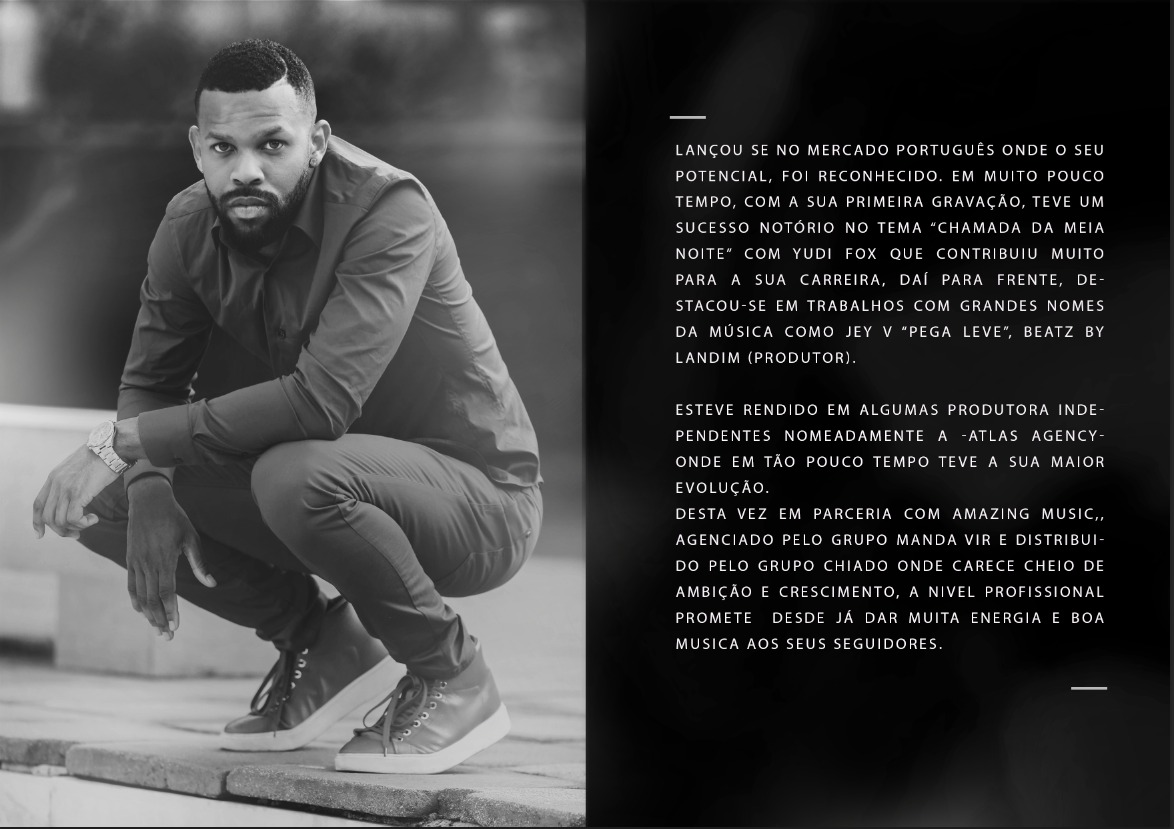 LANÇOU SE NO MERCADO PORTUGUÊS ONDE O SEU
POTENCIAL, FOI RECONHECIDO. EM MUITO POUCO
TEMPO, COM A SUA PRIMEIRA GRAVAÇÃO, TEVE UM
SUCESSO NOTÓRIO NO TEMA “CHAMADA DA MEIA
NOITE” COM YUDI FOX QUE CONTRIBUIU MUITO
PARA A SUA CARREIRA, DAÍ PARA FRENTE, DE-
STACOU-SE EM TRABALHOS COM GRANDES NOMES
DA MÚSICA COMO JEY V “PEGA LEVE”, BEATZ BY
LANDIM (PRODUTOR).
ESTEVE RENDIDO EM ALGUMAS PRODUTORA INDE-
PENDENTES NOMEADAMENTE A -ATLAS AGENCY-
ONDE EM TÃO POUCO TEMPO TEVE A SUA MAIOR
EVOLUÇÃO.
DESTA VEZ EM PARCERIA COM AMAZING MUSIC,,
AGENCIADO PELO GRUPO MANDA VIR E DISTRIBUI-
DO PELO GRUPO CHIADO ONDE CARECE CHEIO DE
AMBIÇÃO E CRESCIMENTO, A NIVEL PROFISSIONAL
PROMETE DESDE JÁ DAR MUITA ENERGIA E BOA
MUSICA AOS SEUS SEGUIDORES.